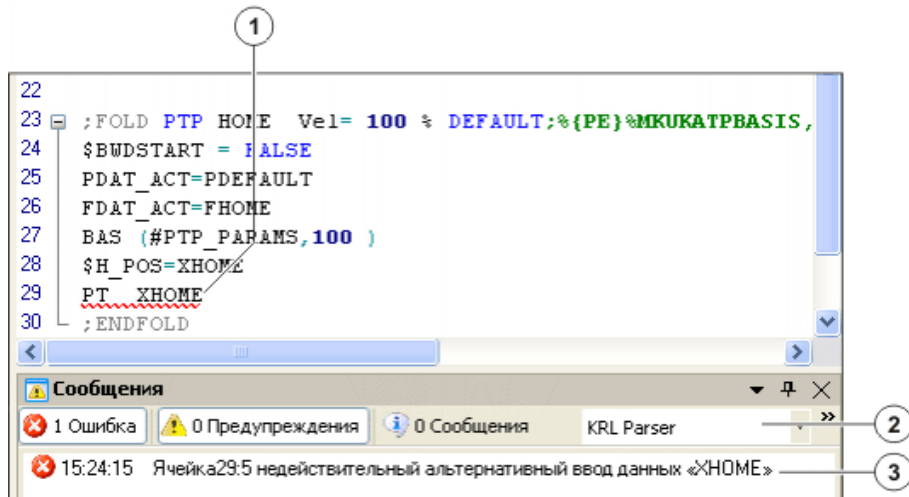 1
22
23 ;FOLD PTP HOME Vel= 100 % DEFAULT;%{PE}%MKUKATPBASIS,
24 $BWDSTART = FALSE
25 PDAT_ACT=PDEFAULT
26 FDAT_ACT=FHOME
27 BAS (#PTP_PARAMS,100 )
28 $H_POS=XHOME
29 PT XHOME
30 ;ENDFOLD
Сообщения
1 Ошибка 0 Предупреждения 0 Сообщения KRL Parser » 2
15:24:15 Ячейка29:5 недействительный альтернативный ввод данных «XHOME» 3